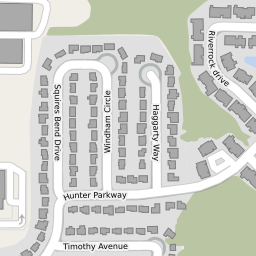 Riverrock drive
Squires Bend Drive
Windham Circle
Haggarty Way
Hunter Parkway
Timothy Avenue